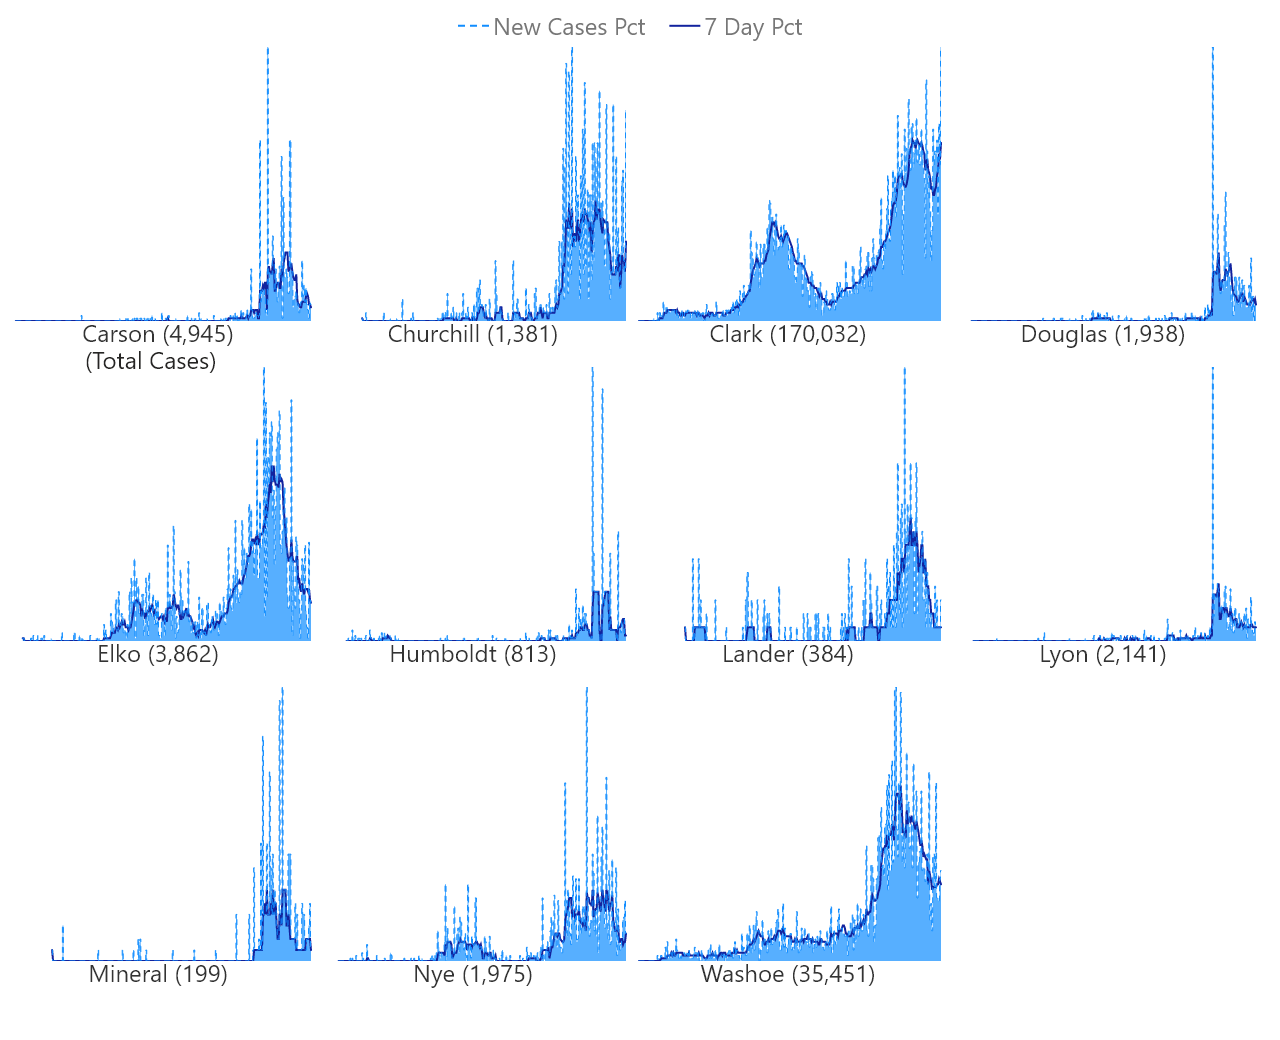 New Cases Pct 7 Day Pct
Carson (4,945) Churchill (1,381) Clark (170,032) Douglas (1,938)
(Total Cases)
Elko (3,862) Humboldt (813) Lander (384) Lyon (2,141)
Mineral (199) Nye (1,975) Washoe (35,451)